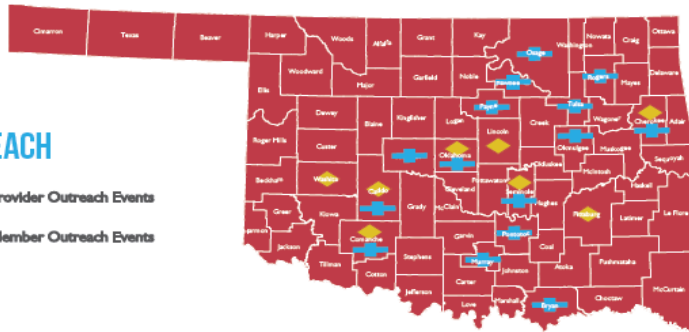 Cimarron
Texas
Beaver
Harper
Woods
Alfalfa
Grant
Kay
Osage
Washington
Nowata
Craig
Ottawa
Ellis
Woodward
Major
Garfield
Noble
Pawnee
Rogers
Mayes
Delaware
Roger Mills
Dewey
Custer
Blaine
Kingfisher
Logan
Payne
Lincoln
Creek
Tulsa
Wagoner
Cherokee
Adair
EACH
Oklahoma
Okfuskee
Okmulgee
Muskogee
Sequoyah
McIntosh
Haskell
Beckham
Washita
Caddo
Grady
McClain
Cleveland
Pottawato
Seminole
Hughes
Pittsburg
Latimer
Le Flore
rovider Outreach Events
Greer
Kiowa
ember Outreach Events
armon
Jackson
Comanche
Tillman
Cotton
Stephens
Jefferson
Garvin
Murray
Carter
Love
Pontotoc
Johnston
Marshall
Coal
Atoka
Bryan
Pushmataha
Choctaw
McCurtain